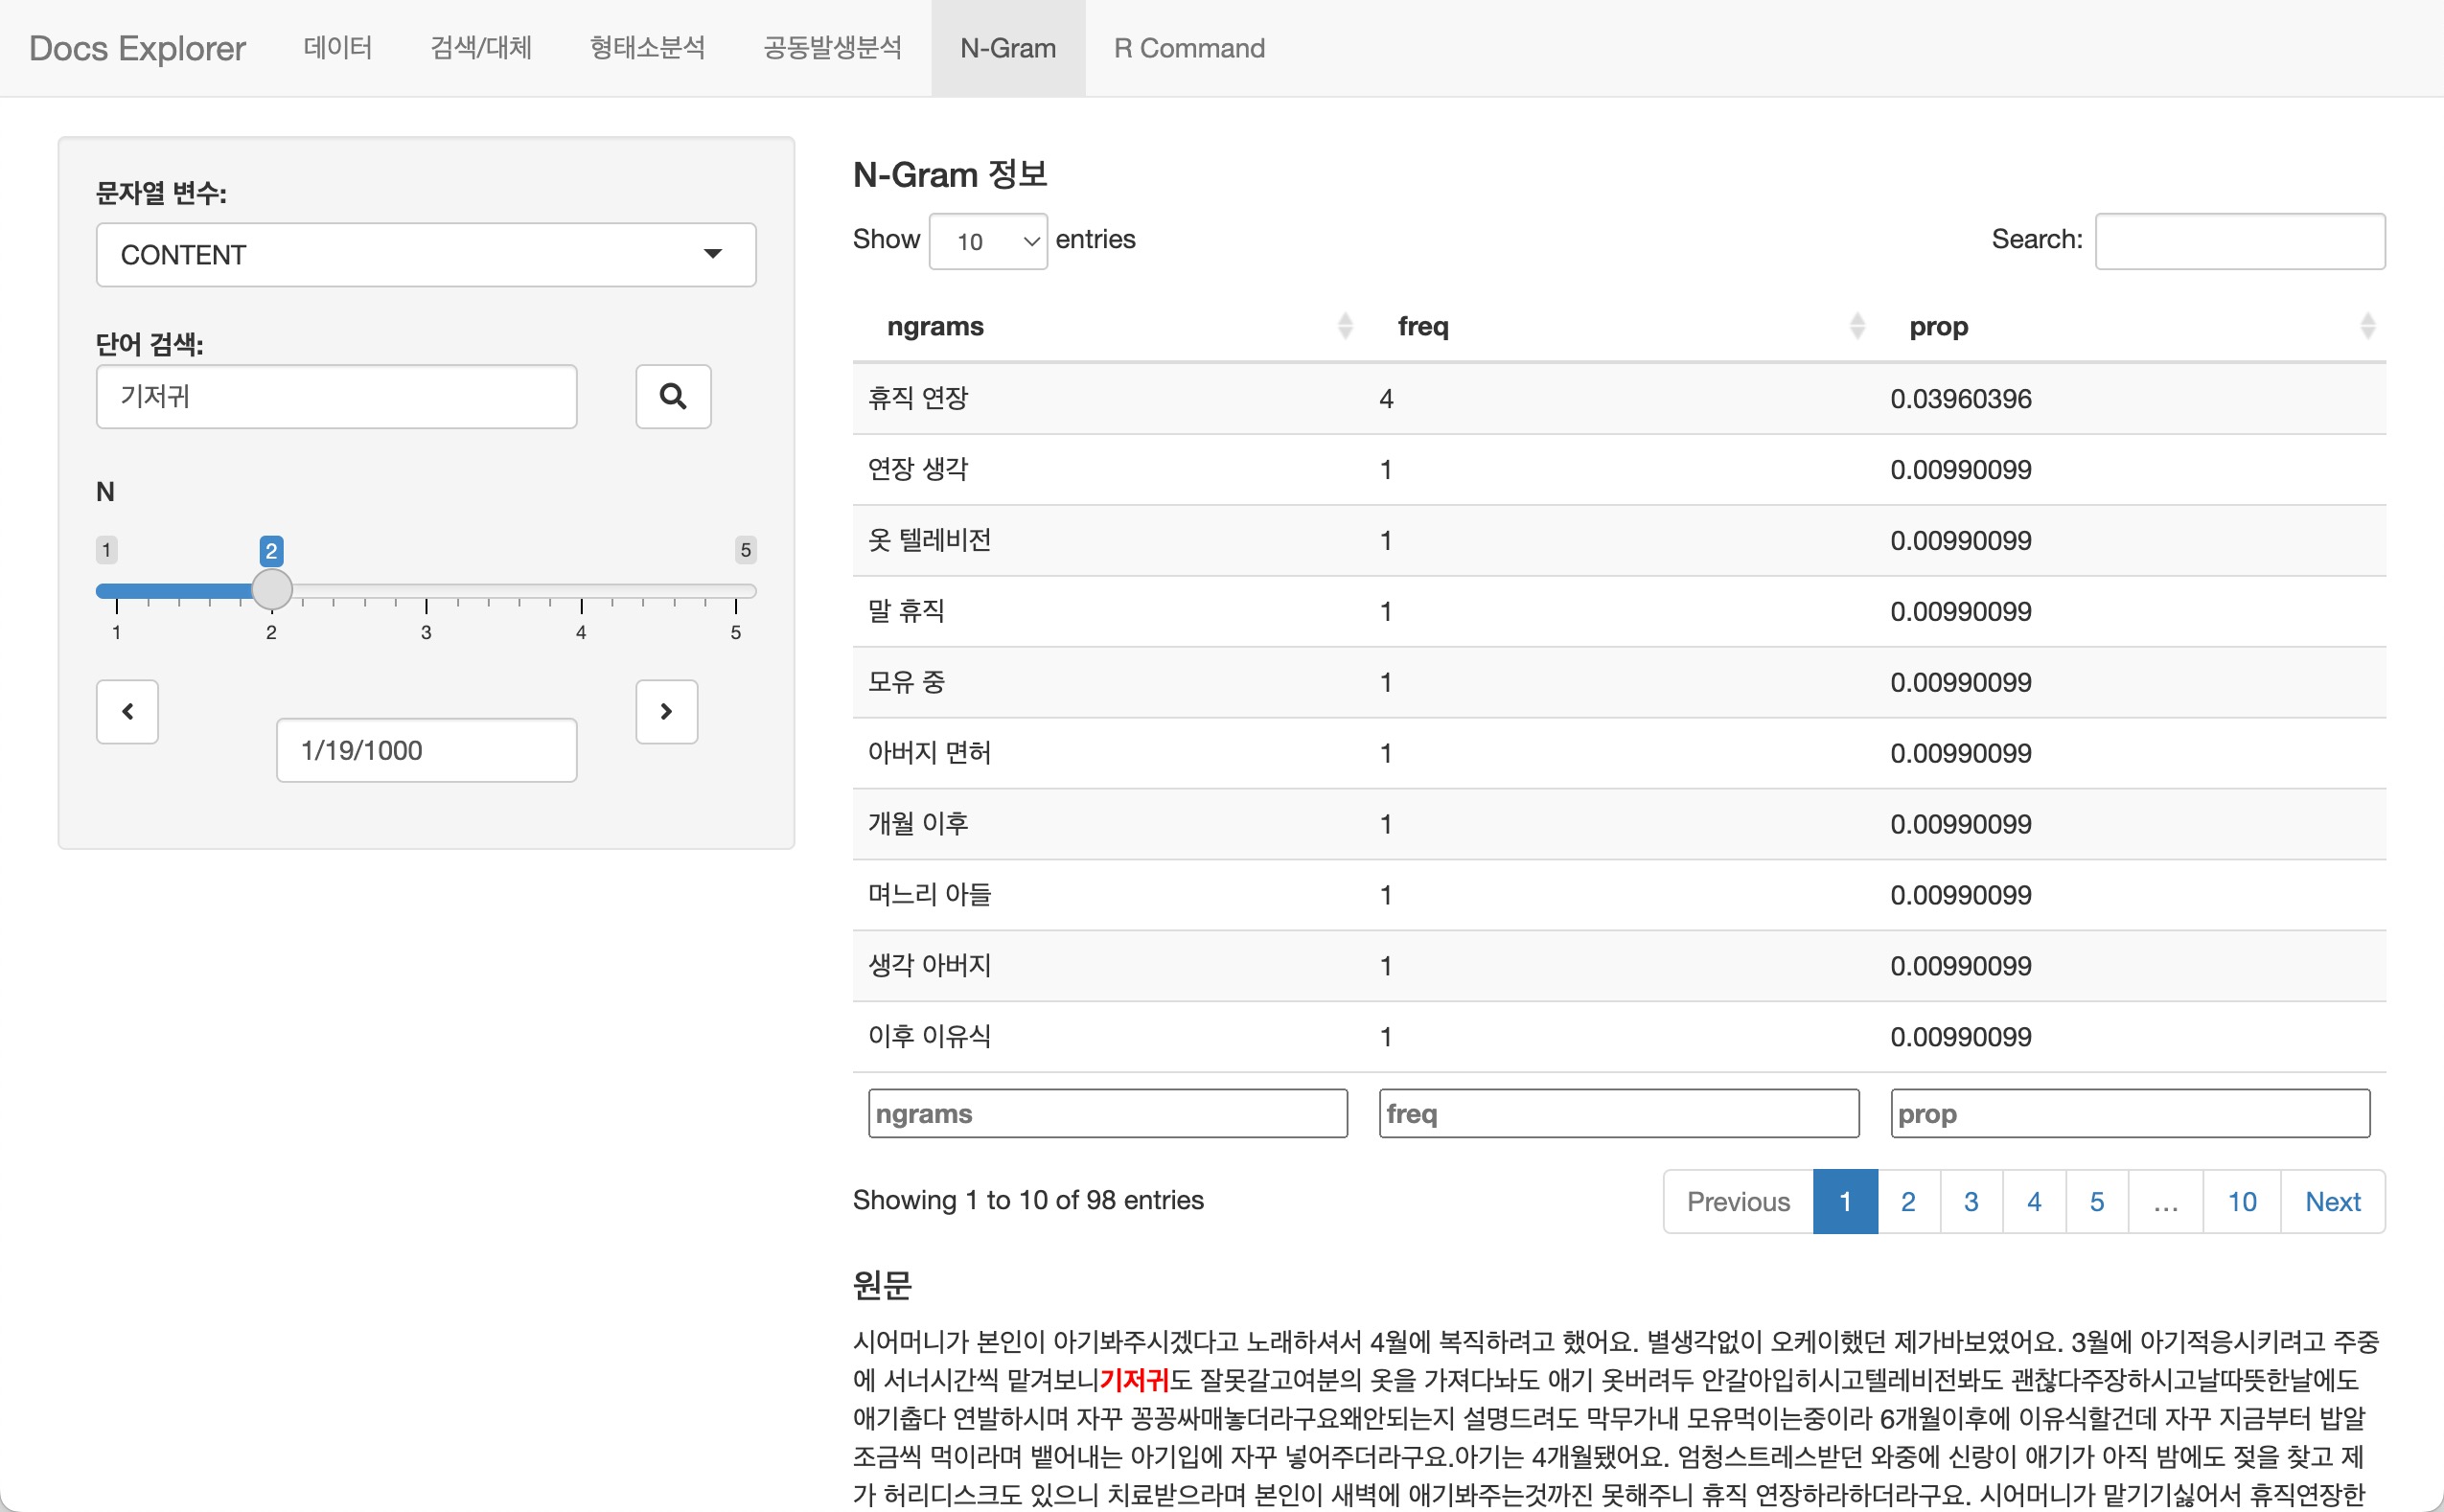 Docs Explorer 데이터 검색/대체 형태소분석 공동발생분석 N-Gram R Command
문자열 변수:
CONTENT
단어 검색:
기저귀
N
1 2 5
1 2 3 4 5
1/19/1000
N-Gram 정보
Show 10 entries Search:
ngrams freq prop
휴직 연장 4 0.03960396
연장 생각 1 0.00990099
옷 텔레비전 1 0.00990099
말 휴직 1 0.00990099
모유 중 1 0.00990099
아버지 면허 1 0.00990099
개월 이후 1 0.00990099
며느리 아들 1 0.00990099
생각 아버지 1 0.00990099
이후 이유식 1 0.00990099
ngrams freq prop
Showing 1 to 10 of 98 entries
Previous 1 2 3 4 5 … 10 Next
원문
시어머니가 본인이 아기봐주시겠다고 노래하셔서 4월에 복직하려고 했어요. 별생각없이 오케이했던 제가바보였어요. 3월에 아기적응시키려고 주중
에 서너시간씩 맡겨보니기저귀도 잘못갈고여분의 옷을 가져다놔도 애기 옷버려두 안갈아입히시고텔레비전봐도 괜찮다주장하시고날따뜻한날에도
애기춥다 연발하시며 자꾸 꽁꽁싸매놓더라구요왜안되는지 설명드려도 막무가내 모유먹이는중이라 6개월이후에 이유식할건데 자꾸 지금부터 밥알
조금씩 먹이라며 뱉어내는 아기입에 자꾸 넣어주더라구요.아기는 4개월됐어요. 엄청스트레스받던 와중에 신랑이 애기가 아직 밤에도 젖을 찾고 제
가 허리디스크도 있으니 치료받으라며 본인이 새벽에 애기봐주는것까진 못해주니 휴직 연장하라하더라구요. 시어머니가 맡기기싫어서 휴직연장한